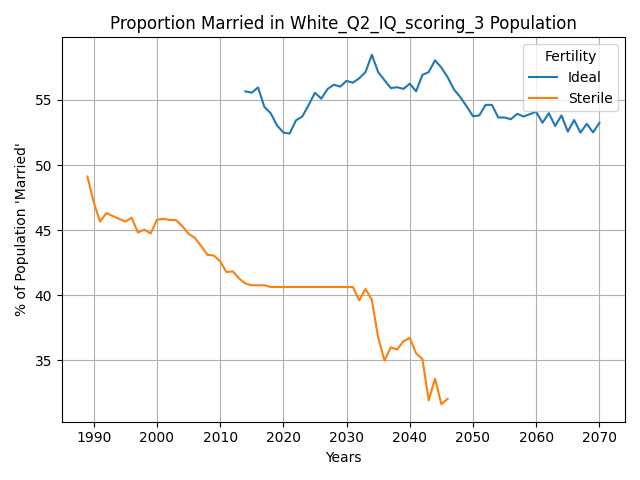 Proportion Married in White_Q2_IQ_scoring_3 Population
Fertility
Ideal
Sterile
% of Population 'Married'
55
50
45
40
35
1990 2000 2010 2020 2030 2040 2050 2060 2070
Years